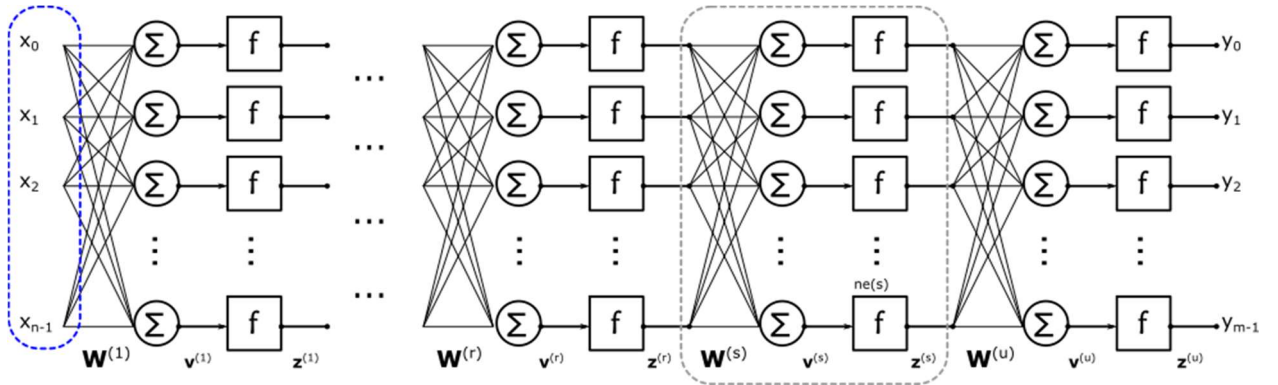 x₀ Σ f ... Σ f Σ f Σ f y₀
x₁ Σ f ... Σ f Σ f Σ f y₁
x₂ Σ f ... Σ f Σ f Σ f y₂
⋮ ⋮ ... ⋮ ⋮ ⋮ ⋮ ⋮ ⋮
ne(s)
xₙ₋₁ Σ f ... Σ f Σ f Σ f yₘ₋₁
W⁽¹⁾ v⁽¹⁾ z⁽¹⁾ W⁽ʳ⁾ v⁽ʳ⁾ z⁽ʳ⁾ W⁽ˢ⁾ v⁽ˢ⁾ z⁽ˢ⁾ W⁽ᵘ⁾ v⁽ᵘ⁾ z⁽ᵘ⁾